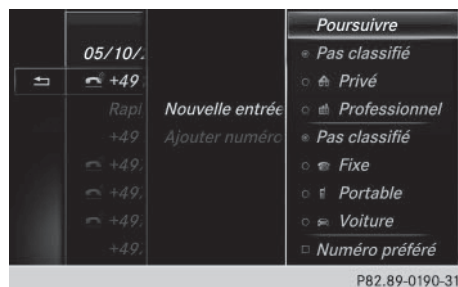 05/10/
+49
Rapi
+49
+49
+49
+49
+49
Nouvelle entrée
Ajouter numéro
Poursuivre
Pas classifié
Privé
Professionnel
Pas classifié
Fixe
Portable
Voiture
Numéro préféré
P82.89-0190-31